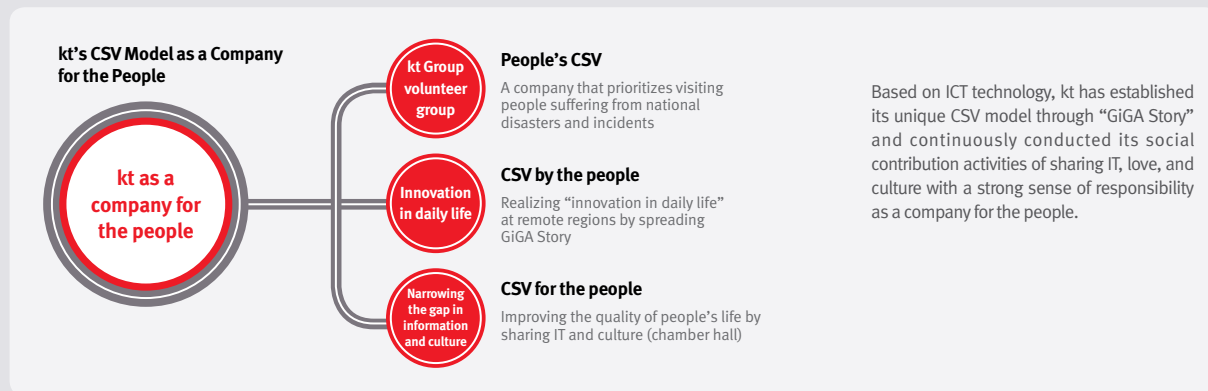 kt's CSV Model as a Company
for the People
kt as a
company for
the people
kt Group
volunteer
group
People's CSV
A company that prioritizes visiting
people suffering from national
disasters and incidents
Innovation
in daily life
CSV by the people
Realizing “innovation in daily life”
at remote regions by spreading
GiGA Story
Narrowing
the gap in
information
and culture
CSV for the people
Improving the quality of people's life by
sharing IT and culture (chamber hall)
Based on ICT technology, kt has established
its unique CSV model through “GiGA Story”
and continuously conducted its social
contribution activities of sharing IT, love, and
culture with a strong sense of responsibility
as a company for the people.